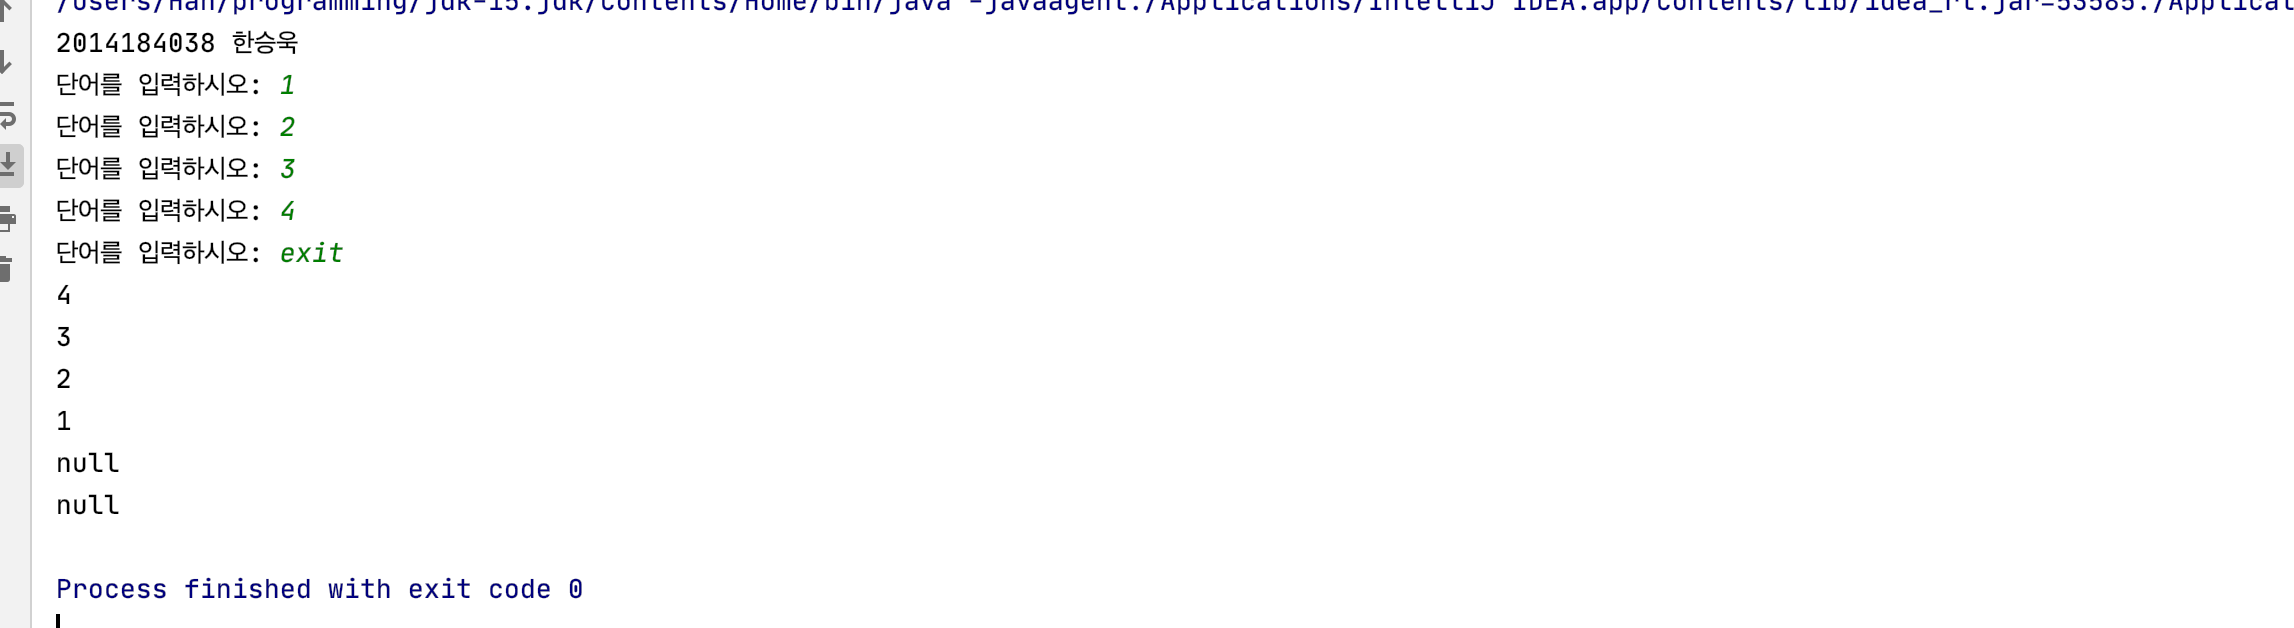 /Users/Han/programming/jdk-15.jdk/Contents/Home/bin/java -javaagent:/Applications/IntelliJ IDEA.app/Contents/lib/idea_rt.jar=53585:/Applicat
2014184038 한승욱
단어를 입력하시오: 1
단어를 입력하시오: 2
단어를 입력하시오: 3
단어를 입력하시오: 4
단어를 입력하시오: exit
4
3
2
1
null
null
Process finished with exit code 0